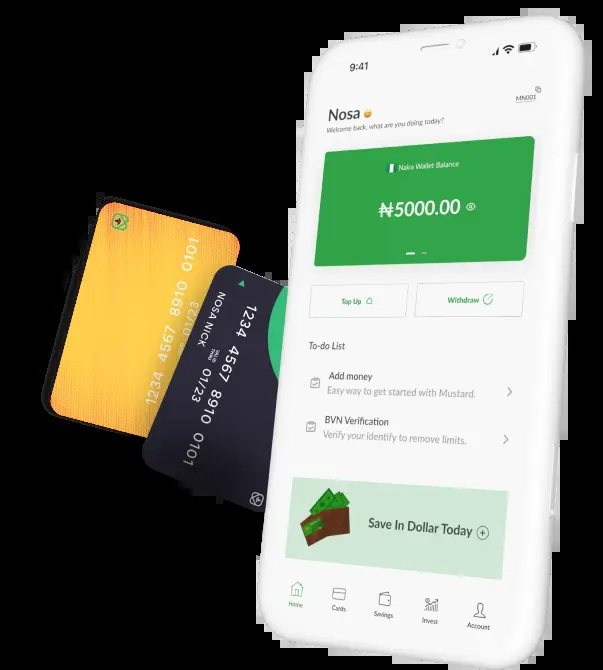 9:41
MN001
Nosa
Welcome back, what are you doing today?
Naira Wallet Balance
₦5000.00
Top Up
Withdraw
To-do List
Add money
Easy way to get started with Mustard.
BVN Verification
Verify your identify to remove limits.
Save In Dollar Today
Home
Cards
Savings
Invest
Account
1234 4567 8910 0101
01/23
1234 4567 8910 0101
NOSA NICK
VALID
THRU
01/23